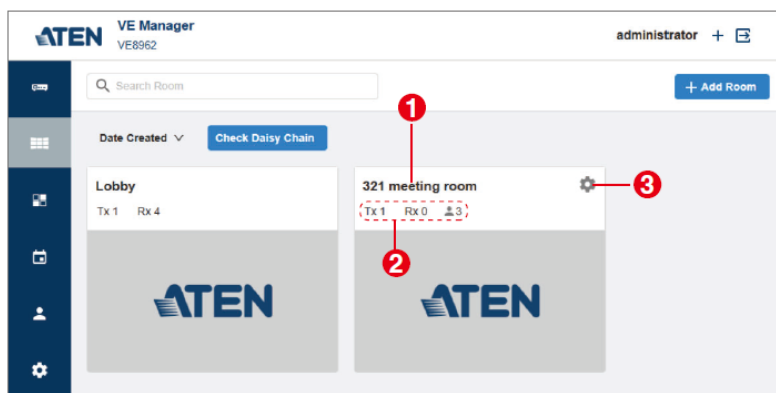 ATEN
VE Manager
VE8962
administrator
Search Room
+ Add Room
1
Date Created
Check Daisy Chain
Lobby
321 meeting room
3
Tx 1 Rx 4
Tx 1 Rx 0 3
2
ATEN
ATEN